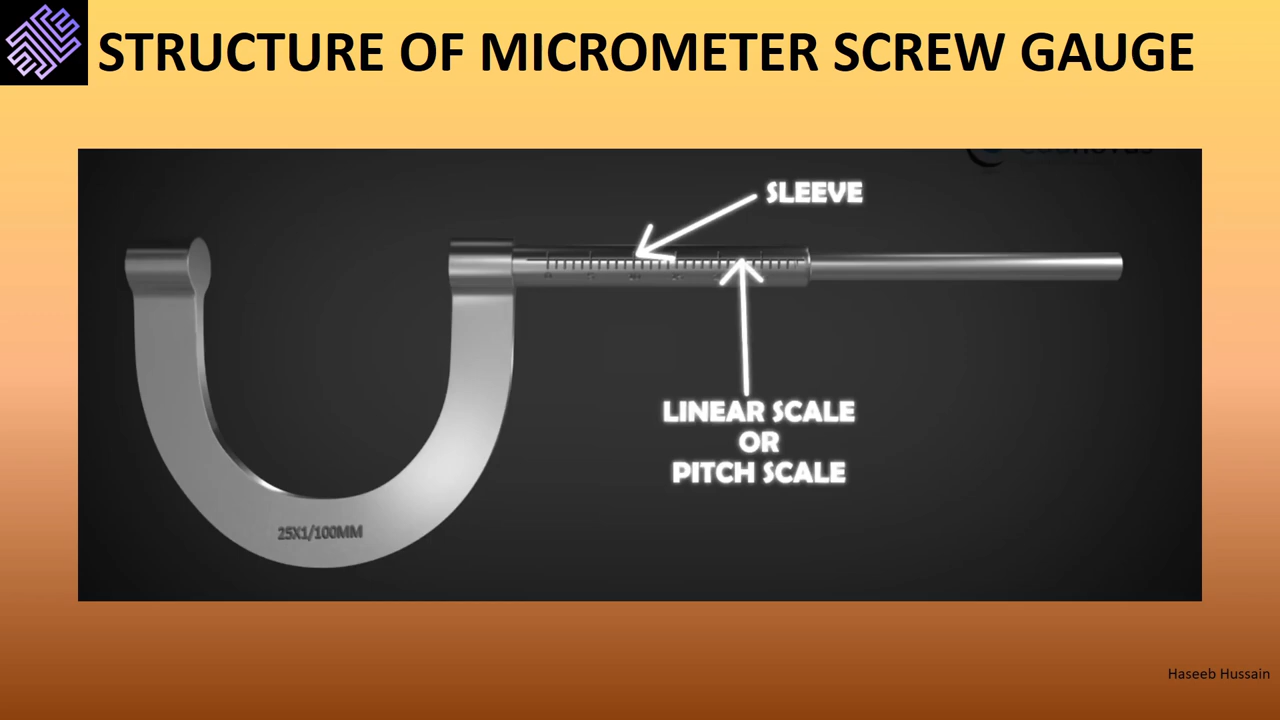 STRUCTURE OF MICROMETER SCREW GAUGE
SLEEVE
LINEAR SCALE
OR
PITCH SCALE
25X1/100MM
Haseeb Hussain